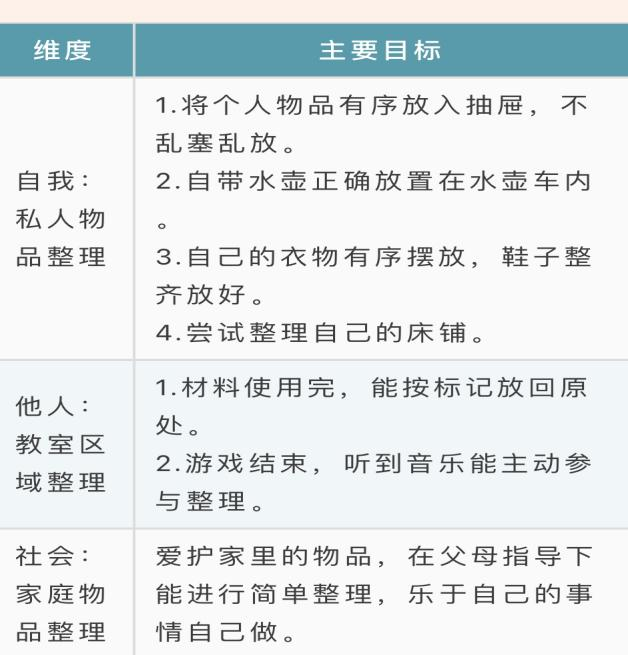 维度
主要目标
自我：
私人物
品整理
1.将个人物品有序放入抽屉，不
乱塞乱放。
2.自带水壶正确放置在水壶车内
。
3.自己的衣物有序摆放，鞋子整
齐放好。
4.尝试整理自己的床铺。
他人：
教室区
域整理
1.材料使用完，能按标记放回原
处。
2.游戏结束，听到音乐能主动参
与整理。
社会：
家庭物
品整理
爱护家里的物品，在父母指导下
能进行简单整理，乐于自己的事
情自己做。